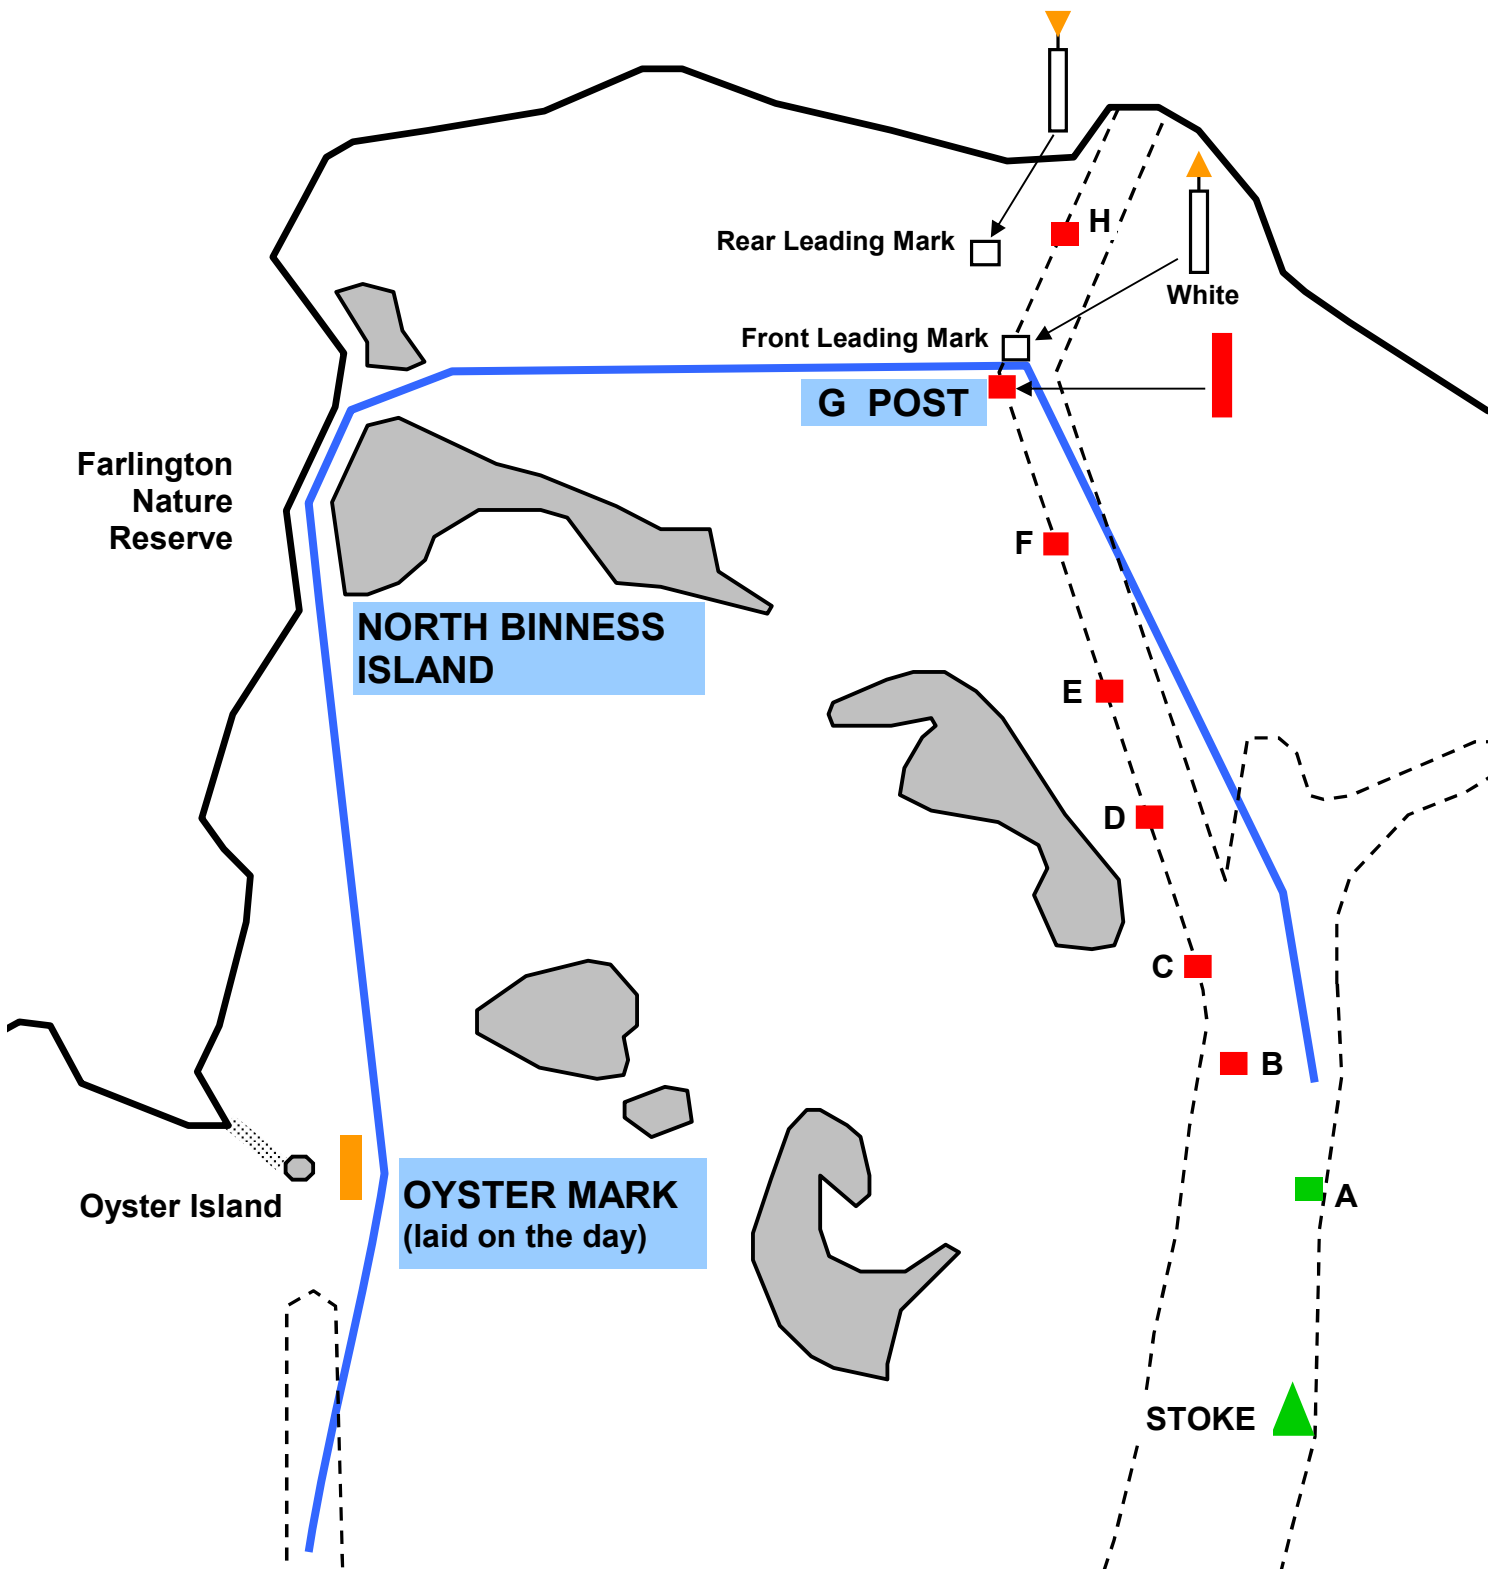 H
Rear Leading Mark
White
Front Leading Mark
G POST
Farlington
Nature
Reserve
F
NORTH BINNESS
ISLAND
E
D
C
B
OYSTER MARK
(laid on the day)
Oyster Island
A
STOKE